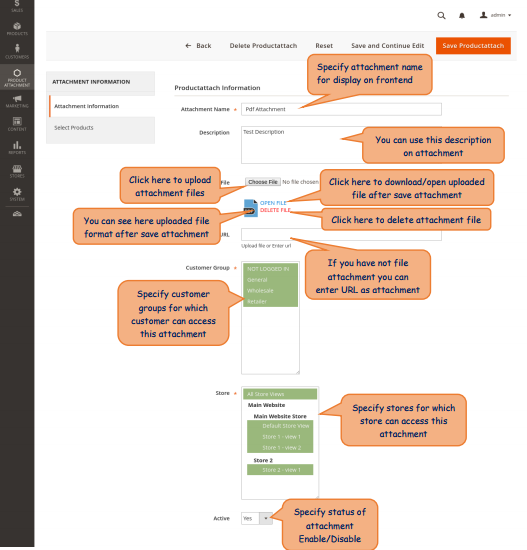 SALES
PRODUCTS
CUSTOMERS
PRODUCT
ATTACHMENT
MARKETING
CONTENT
REPORTS
STORES
SYSTEM
admin
Back
Delete Productattach
Reset
Save and Continue Edit
Save Productattach
ATTACHMENT INFORMATION
Attachment Information
Select Products
Productattach Information
Specify attachment name
for display on frontend
Attachment Name *
Pdf Attachment
Description
Test Description
You can use this description
on attachment
Click here to upload
attachment files
File
Choose File No file chosen
Click here to download/open uploaded
file after save attachment
OPEN FILE
DELETE FILE
You can see here uploaded file
format after save attachment
Click here to delete attachment file
URL
Upload file or Enter url
If you have not file
attachment you can
enter URL as attachment
Customer Group *
NOT LOGGED IN
General
Wholesale
Retailer
Specify customer
groups for which
customer can access
this attachment
Store *
All Store Views
Main Website
Main Website Store
Default Store View
Store 1 - view 1
Store 1 - view 2
Store 2
Store 2 - view 1
Specify stores for which
store can access this
attachment
Active
Yes
Specify status of
attachment
Enable/Disable